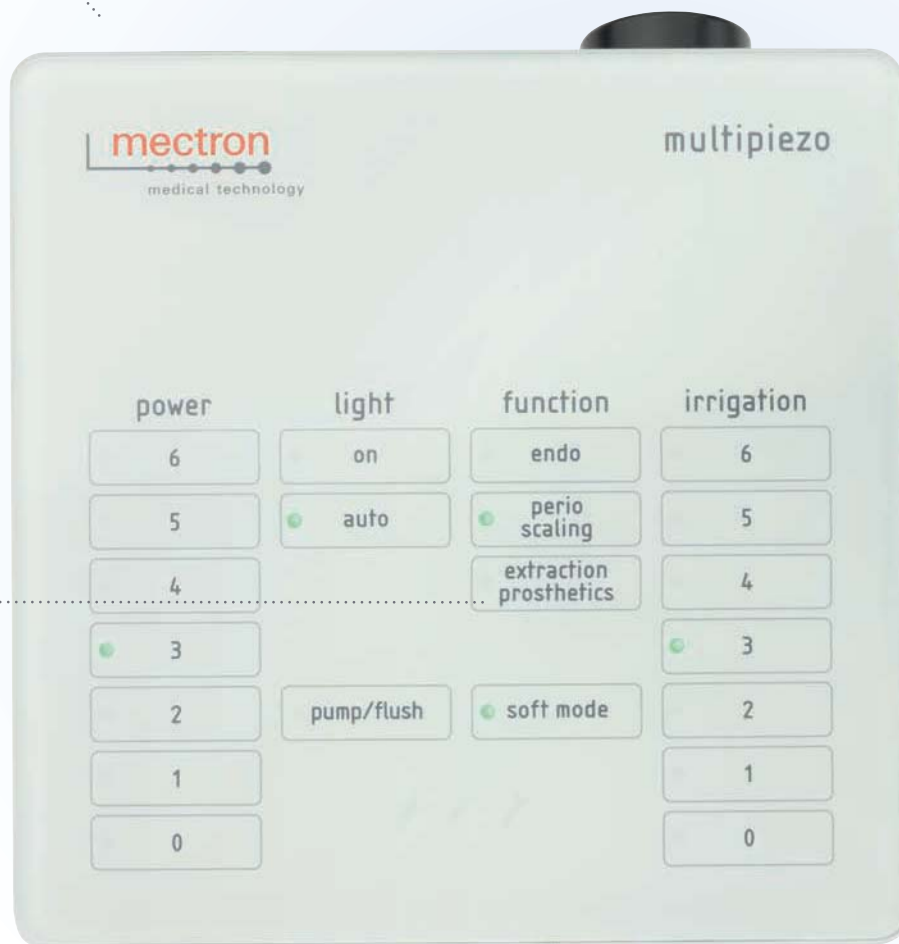 mectron
medical technology
multipiezo
power light function irrigation
6 on endo 6
5 auto perio scaling 5
4 extraction prosthetics 4
3 3
2 pump/flush soft mode 2
1 1
0 0